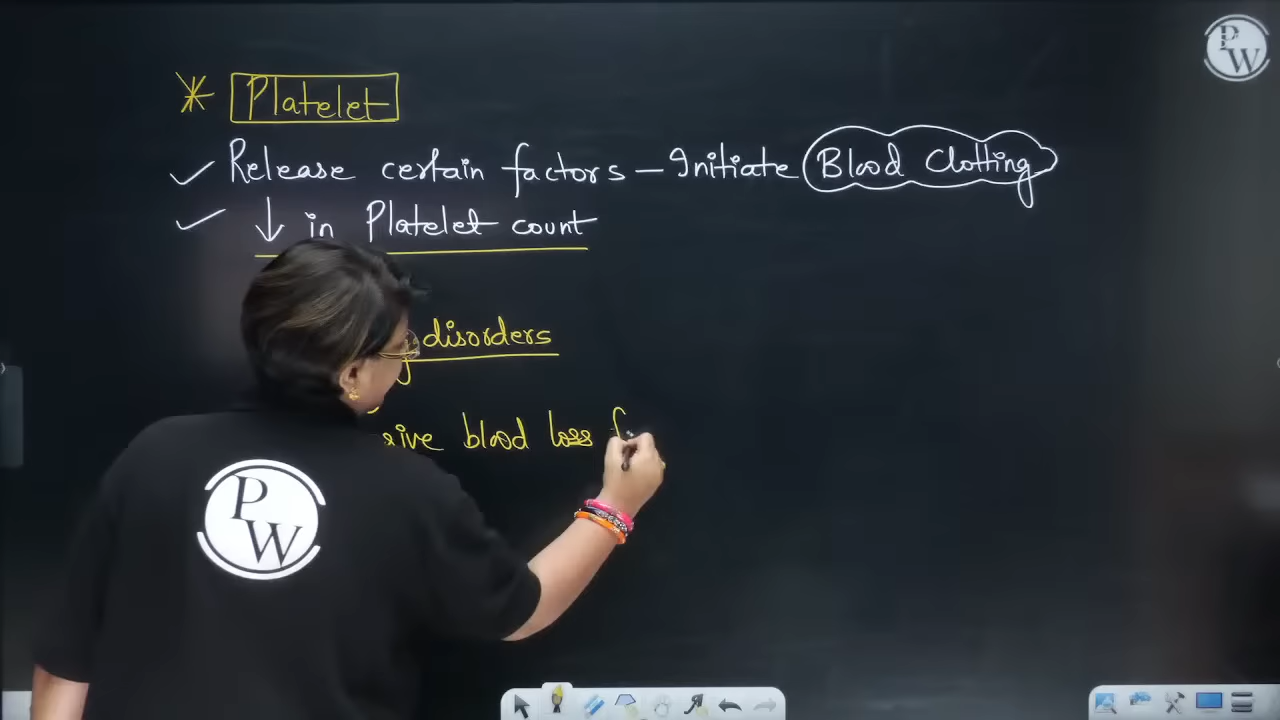 PW
* Platelet
✓ Release certain factors – Initiate Blood Clotting
✓ ↓ in Platelet count
disorders
blood loss
PW